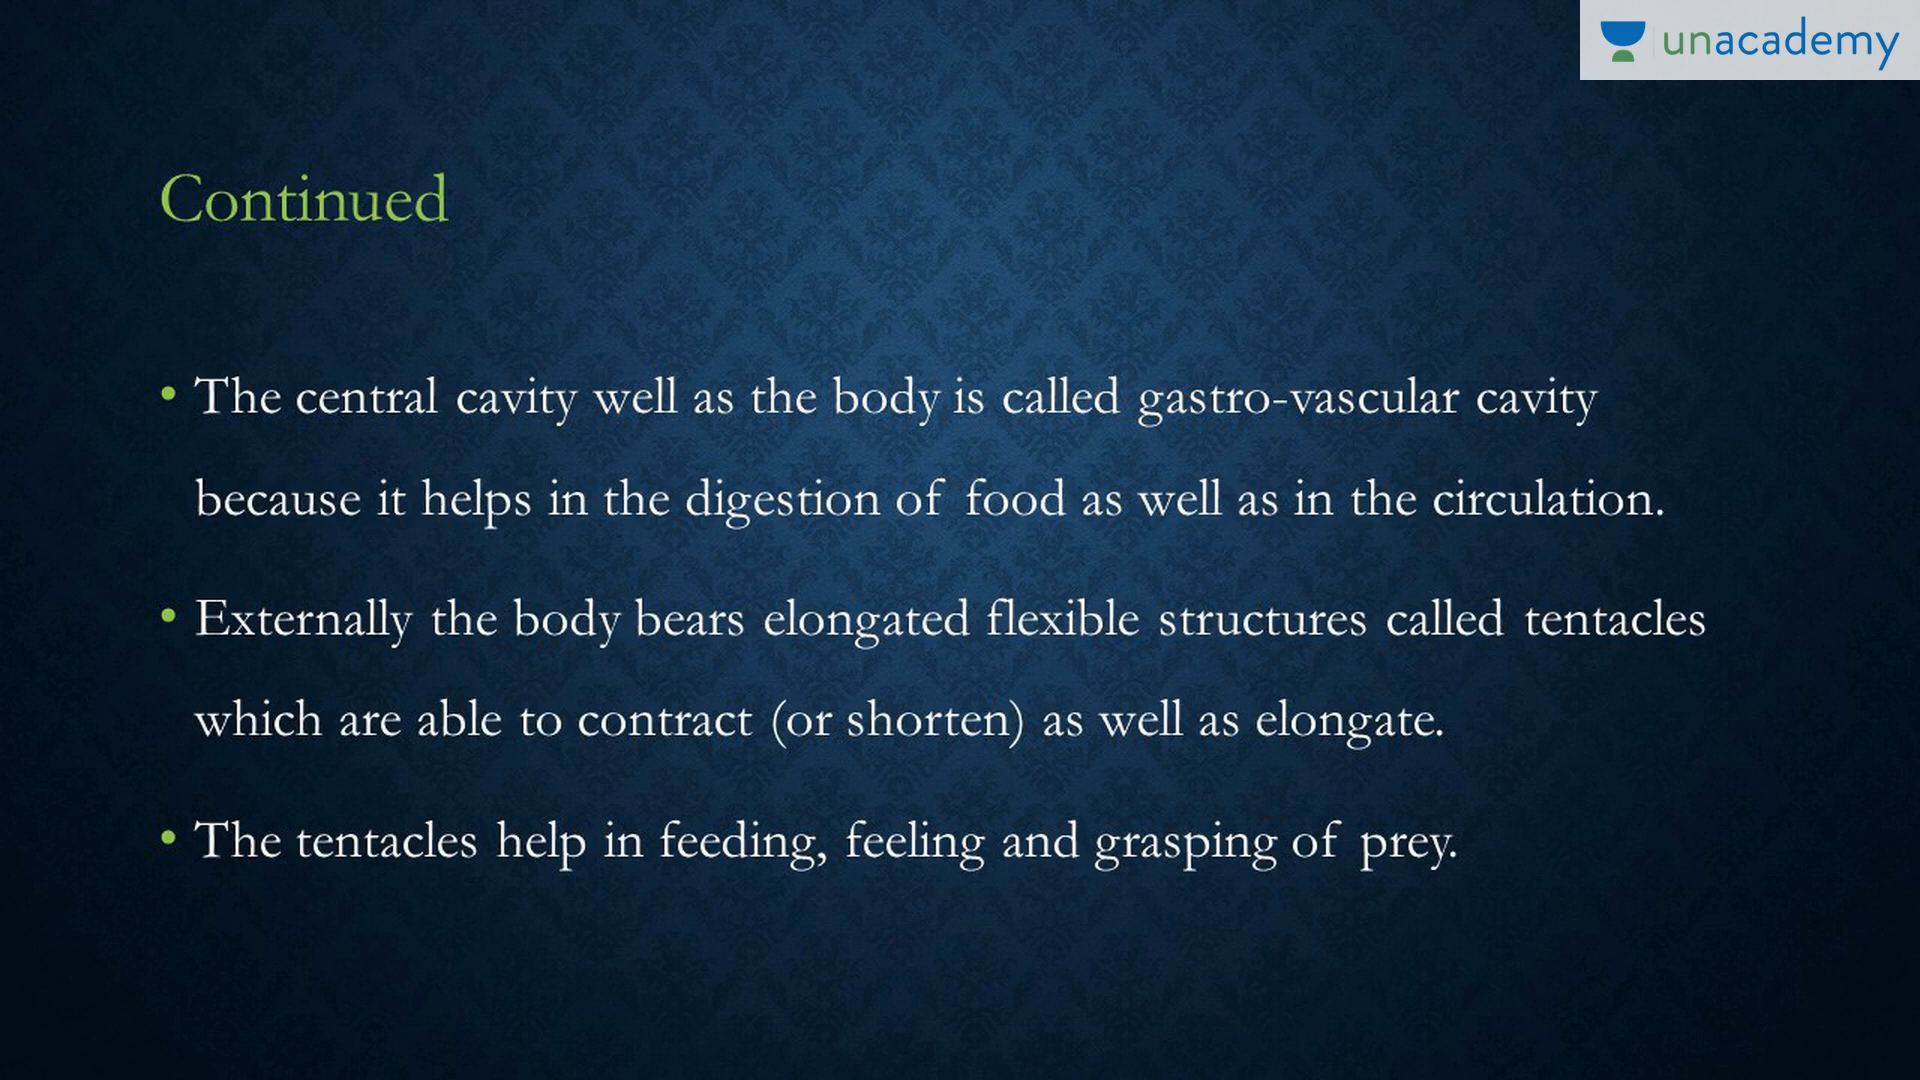 unacademy
Continued
• The central cavity well as the body is called gastro-vascular cavity
because it helps in the digestion of food as well as in the circulation.
• Externally the body bears elongated flexible structures called tentacles
which are able to contract (or shorten) as well as elongate.
• The tentacles help in feeding, feeling and grasping of prey.